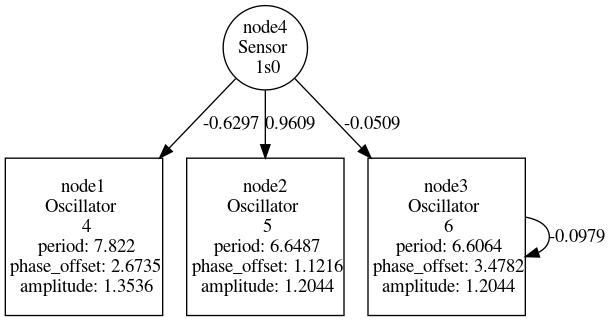 node4
Sensor
1s0
-0.6297
0.9609
-0.0509
node1
Oscillator
4
period: 7.822
phase_offset: 2.6735
amplitude: 1.3536
node2
Oscillator
5
period: 6.6487
phase_offset: 1.1216
amplitude: 1.2044
node3
Oscillator
6
period: 6.6064
phase_offset: 3.4782
amplitude: 1.2044
-0.0979